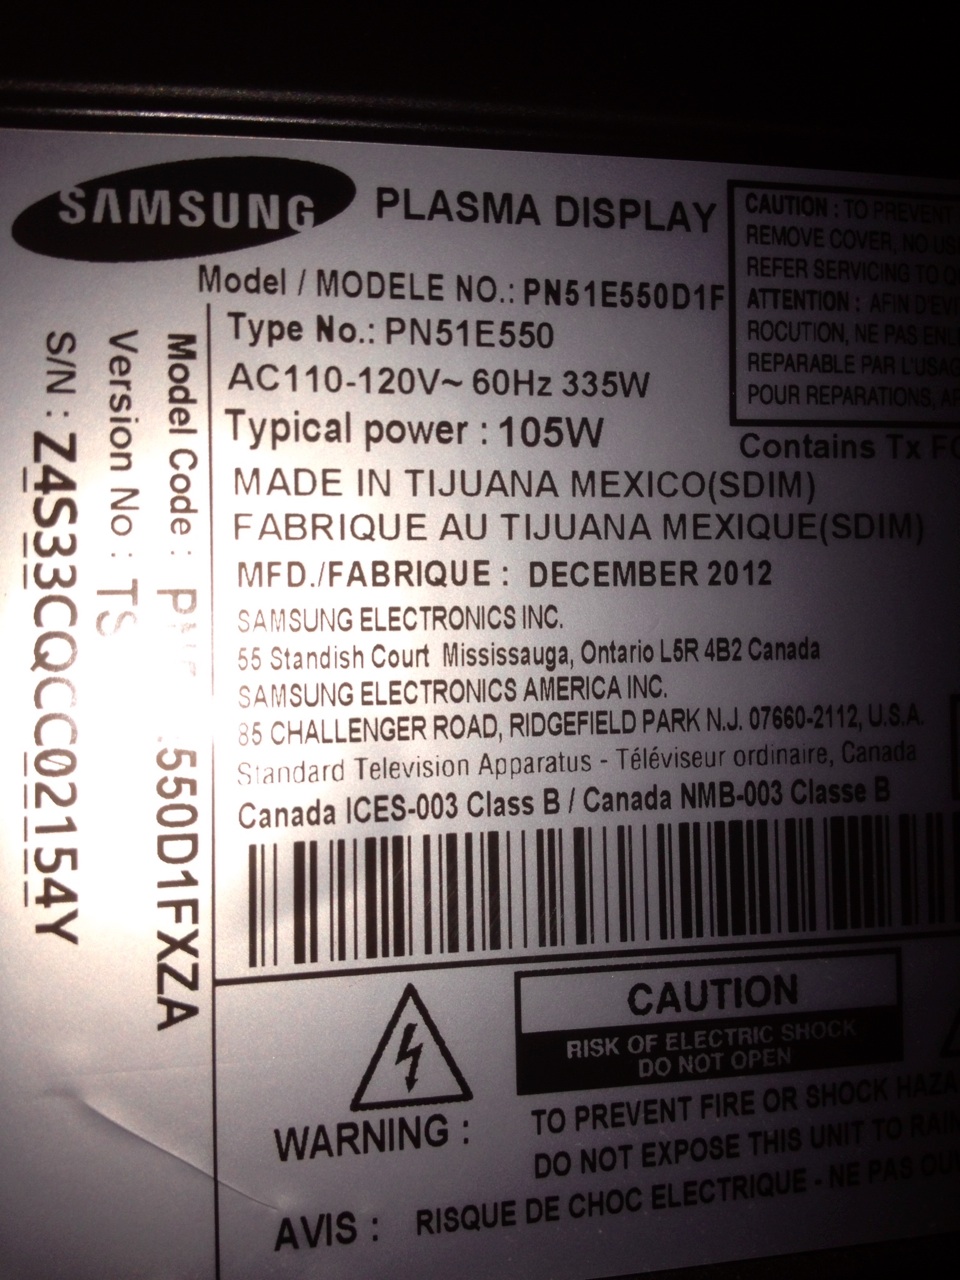 SAMSUNG PLASMA DISPLAY
Model / MODELE NO.: PN51E550D1F
Type No.: PN51E550
AC110-120V~ 60Hz 335W
Typical power : 105W
MADE IN TIJUANA MEXICO(SDIM)
FABRIQUE AU TIJUANA MEXIQUE(SDIM)
MFD./FABRIQUE : DECEMBER 2012
SAMSUNG ELECTRONICS INC.
55 Standish Court Mississauga, Ontario L5R 4B2 Canada
SAMSUNG ELECTRONICS AMERICA INC.
85 CHALLENGER ROAD, RIDGEFIELD PARK N.J. 07660-2112, U.S.A.
Standard Television Apparatus - Téléviseur ordinaire, Canada
Canada ICES-003 Class B / Canada NMB-003 Classe B
CAUTION : TO PREVENT
REMOVE COVER, NO
REFER SERVICING TO
ATTENTION : AFIN
ROCUTION, NE PAS
REPARABLE PAR
POUR REPARATIONS,
Contains Tx
Model Code : 550D1FXZA
Version No : TS
S/N : Z4S33CQCC02154Y
CAUTION
RISK OF ELECTRIC SHOCK
DO NOT OPEN
WARNING :
TO PREVENT FIRE OR SHOCK
DO NOT EXPOSE THIS UNIT TO
AVIS :
RISQUE DE CHOC ELECTRIQUE - NE PAS